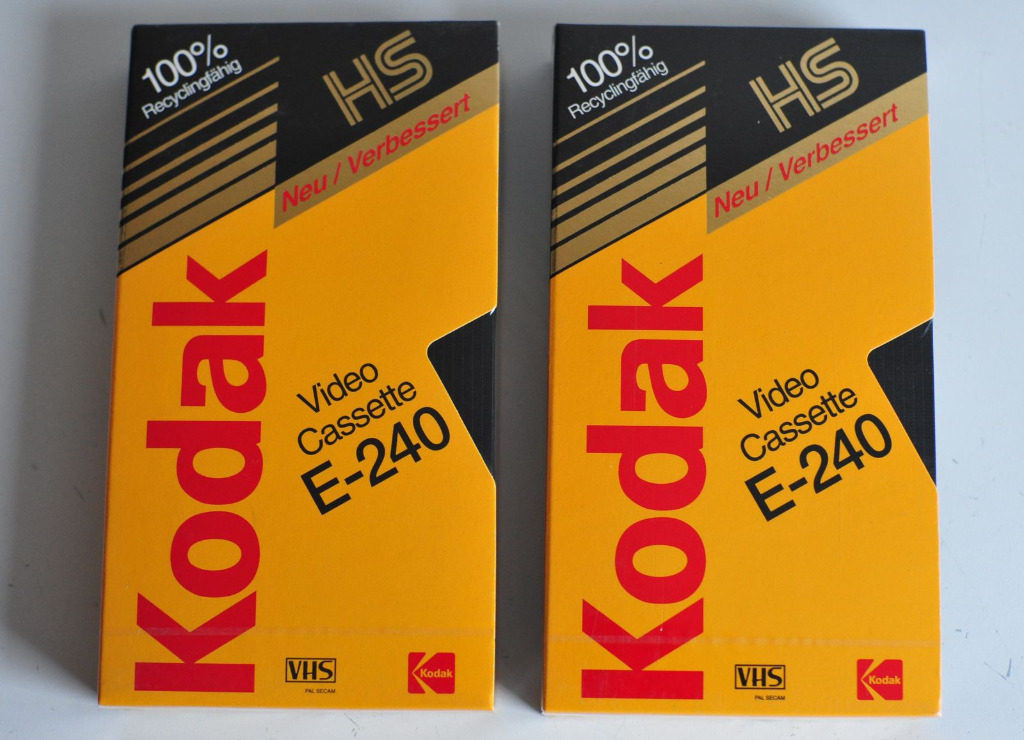 100%
Recyclingfähig
HS
Neu / Verbessert
Kodak
Video
Cassette
E-240
VHS
PAL SECAM
Kodak
100%
Recyclingfähig
HS
Neu / Verbessert
Kodak
Video
Cassette
E-240
VHS
PAL SECAM
Kodak